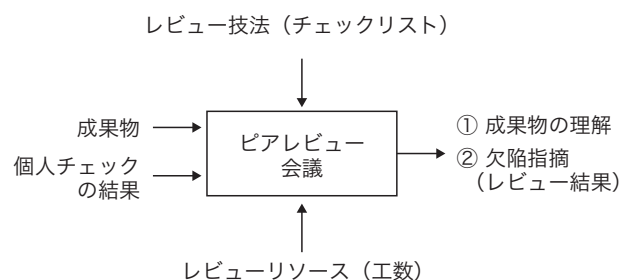 レビュー技法（チェックリスト）
成果物
個人チェック
の結果
ピアレビュー
会議
① 成果物の理解
② 欠陥指摘
（レビュー結果）
レビューリソース（工数）